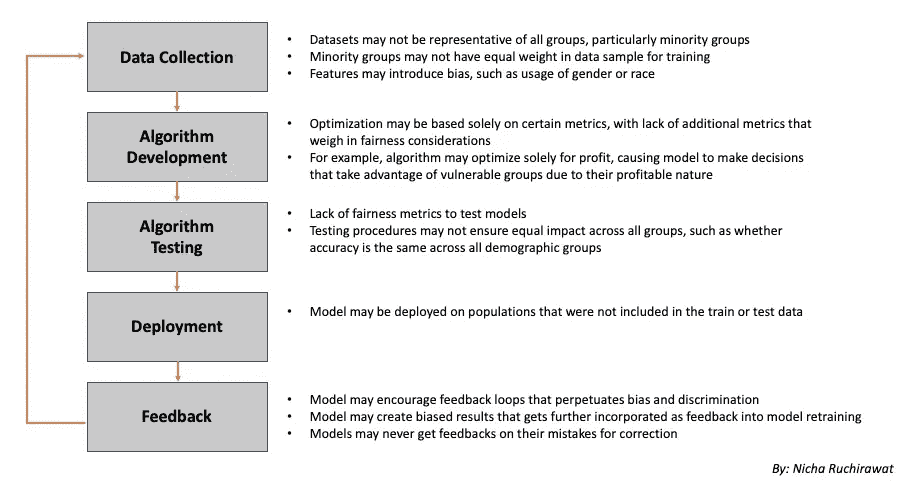 Data Collection
• Datasets may not be representative of all groups, particularly minority groups
• Minority groups may not have equal weight in data sample for training
• Features may introduce bias, such as usage of gender or race
Algorithm
Development
• Optimization may be based solely on certain metrics, with lack of additional metrics that
weigh in fairness considerations
• For example, algorithm may optimize solely for profit, causing model to make decisions
that take advantage of vulnerable groups due to their profitable nature
Algorithm
Testing
• Lack of fairness metrics to test models
• Testing procedures may not ensure equal impact across all groups, such as whether
accuracy is the same across all demographic groups
Deployment
• Model may be deployed on populations that were not included in the train or test data
Feedback
• Model may encourage feedback loops that perpetuates bias and discrimination
• Model may create biased results that gets further incorporated as feedback into model retraining
• Models may never get feedbacks on their mistakes for correction
By: Nicha Ruchirawat